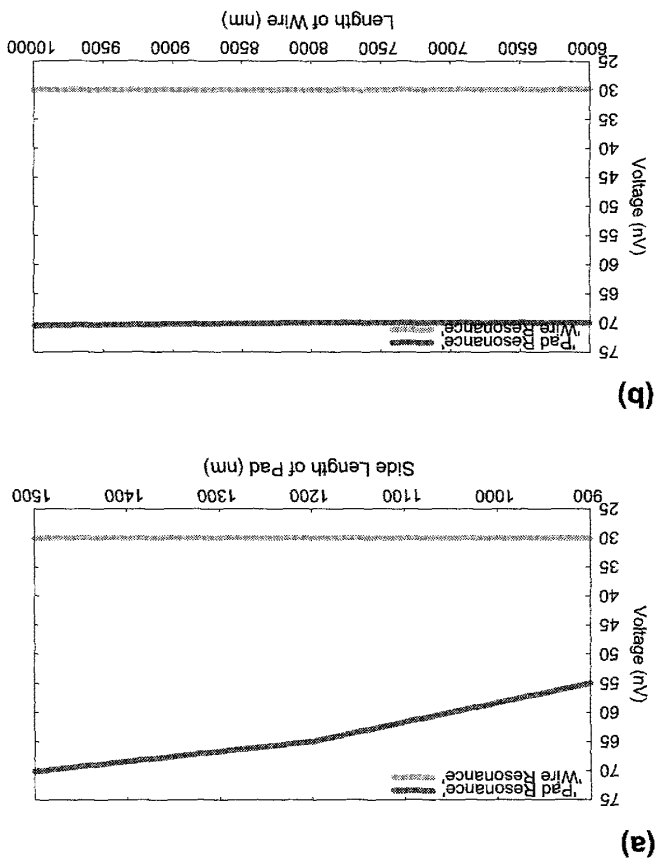 (a)
75
70
65
60
55
50
45
40
35
30
25
Voltage (nV)
'Pad Resonance'
'Wire Resonance'
900 1000 1100 1200 1300 1400 1500
Side Length of Pad (nm)
(b)
75
70
65
60
55
50
45
40
35
30
25
Voltage (nV)
'Pad Resonance'
'Wire Resonance'
6000 6500 7000 7500 8000 8500 9000 9500 10000
Length of Wire (nm)